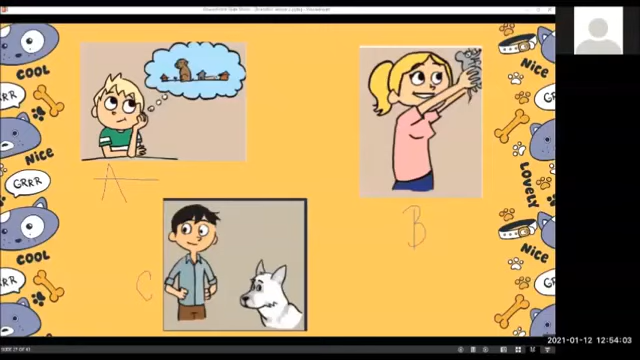 COOL
Nice
GRRR
GRRR
Nice
GRRR
LOVELY
COOL
Nice
GRRR
A
B
C
2021-01-12 12:54:03